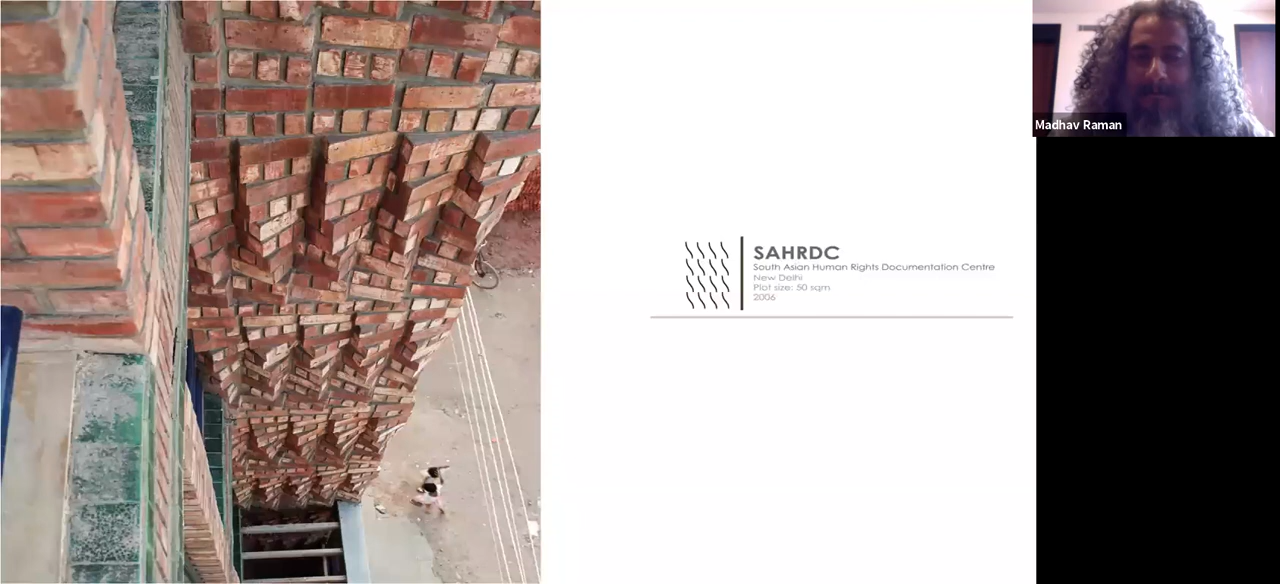 SAHRDC
South Asian Human Rights Documentation Centre
New Delhi
Plot size: 50 sqm
2006
Madhav Raman